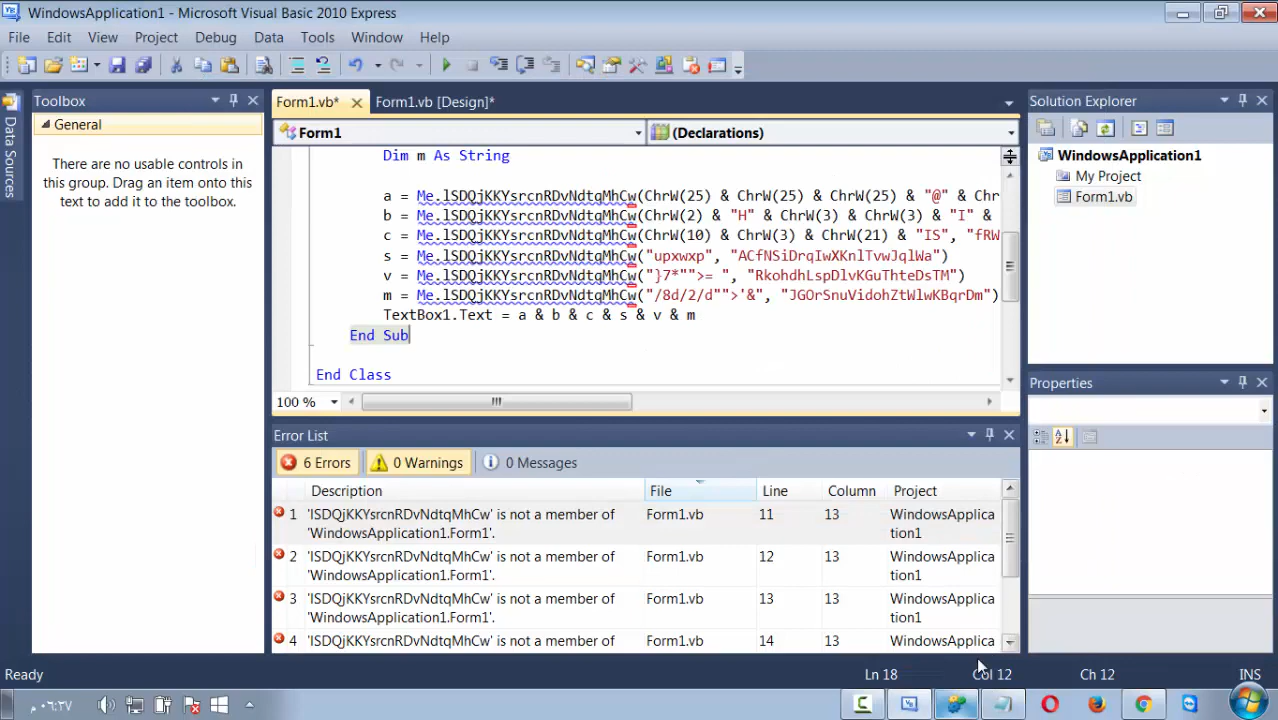 WindowsApplication1 - Microsoft Visual Basic 2010 Express
File Edit View Project Debug Data Tools Window Help
Data Sources
Toolbox
General
There are no usable controls in
this group. Drag an item onto this
text to add it to the toolbox.
Form1.vb* Form1.vb [Design]*
Form1 (Declarations)
Dim m As String
a = Me.lSDQjKKYsrcnRDvNdtqMhCw(ChrW(25) & ChrW(25) & ChrW(25) & "@" & Chr
b = Me.lSDQjKKYsrcnRDvNdtqMhCw(ChrW(2) & "H" & ChrW(3) & ChrW(3) & "I" &
c = Me.lSDQjKKYsrcnRDvNdtqMhCw(ChrW(10) & ChrW(3) & ChrW(21) & "IS", "fRW
s = Me.lSDQjKKYsrcnRDvNdtqMhCw("upxwxp", "ACfNSiDrqIwXKnlTvwJqlWa")
v = Me.lSDQjKKYsrcnRDvNdtqMhCw("}7*"">= ", "RkohdhLspDlvKGuThteDsTM")
m = Me.lSDQjKKYsrcnRDvNdtqMhCw("/8d/2/d"">'&", "JGOrSnuVidohZtWlwKBqrDm")
TextBox1.Text = a & b & c & s & v & m
End Sub
End Class
100 %
Error List
6 Errors 0 Warnings 0 Messages
Description File Line Column Project
1 'lSDQjKKYsrcnRDvNdtqMhCw' is not a member of 'WindowsApplication1.Form1'. Form1.vb 11 13 WindowsApplication1
2 'lSDQjKKYsrcnRDvNdtqMhCw' is not a member of 'WindowsApplication1.Form1'. Form1.vb 12 13 WindowsApplication1
3 'lSDQjKKYsrcnRDvNdtqMhCw' is not a member of 'WindowsApplication1.Form1'. Form1.vb 13 13 WindowsApplication1
4 'lSDQjKKYsrcnRDvNdtqMhCw' is not a member of Form1.vb 14 13 WindowsApplica
Solution Explorer
WindowsApplication1
My Project
Form1.vb
Properties
Ready Ln 18 Col 12 Ch 12 INS
٠٦:٢٧ م